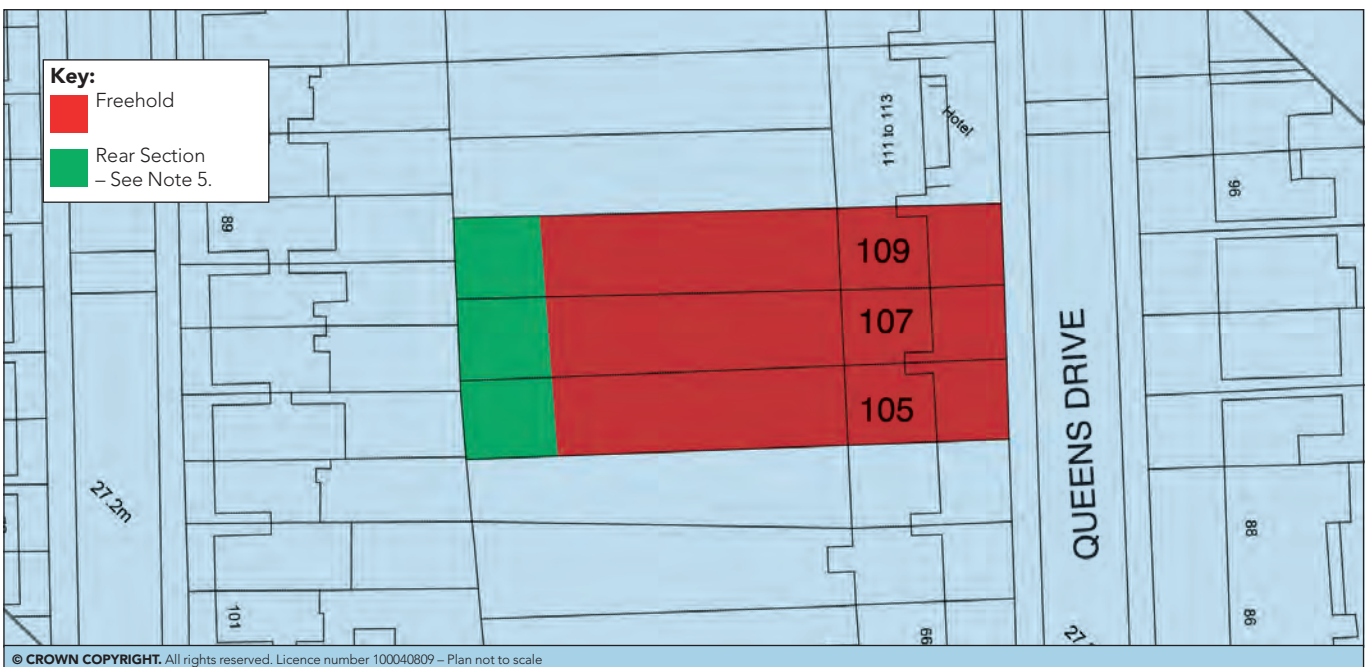 Key:
Freehold
Rear Section
– See Note 5.
111 to 113
Hotel
96
89
109
107
105
QUEENS DRIVE
27.2m
88
101
99
86
27.
© CROWN COPYRIGHT. All rights reserved. Licence number 100040809 – Plan not to scale